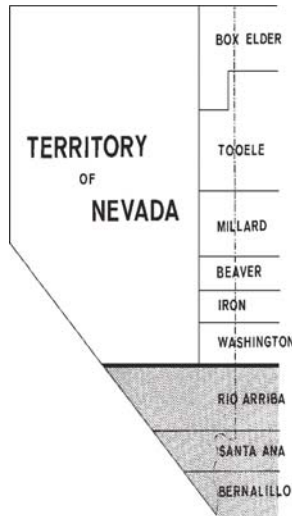 BOX ELDER
TERRITORY
OF
NEVADA
TOOELE
MILLARD
BEAVER
IRON
WASHINGTON
RIO ARRIBA
SANTA ANA
BERNALILLO